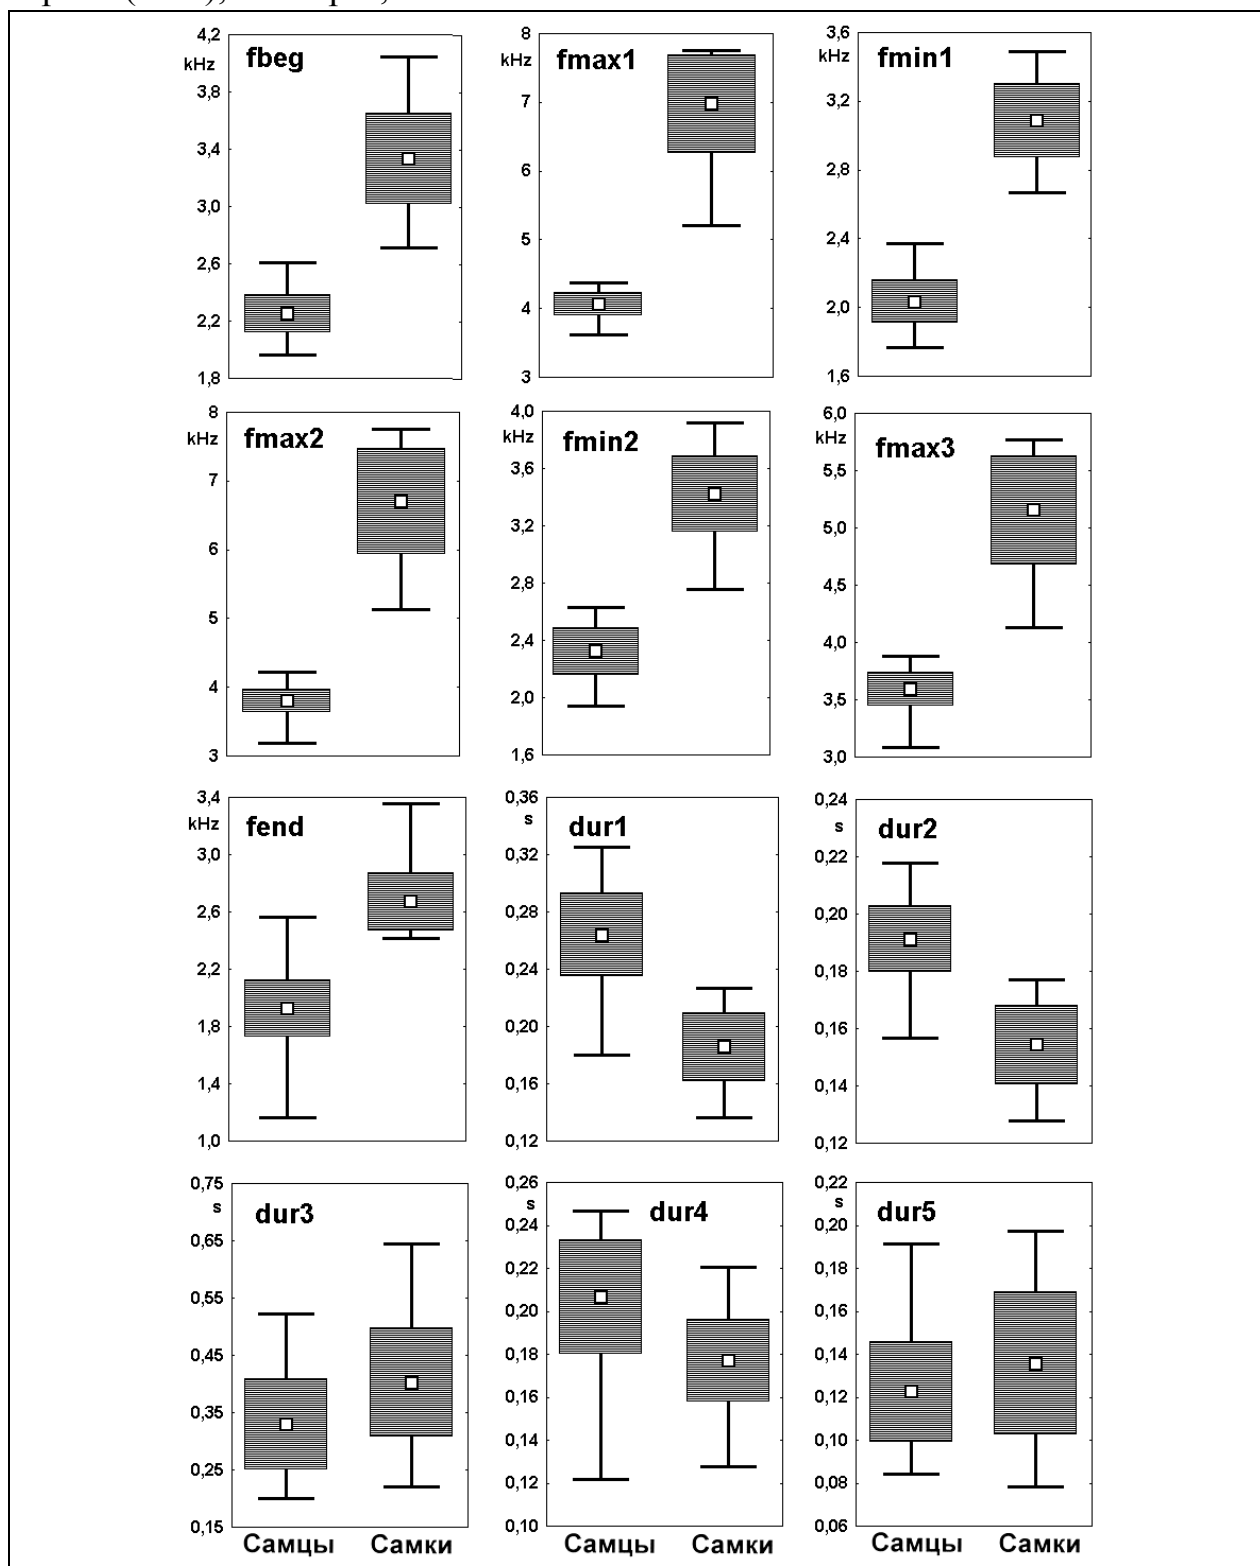 4,2 8 3,6
kHz fbeg kHz fmax1 kHz fmin1
3,8 7 3,2
3,4 6 2,8
3,0 5 2,4
2,6 4 2,0
2,2 3 1,6
1,8
8 4,0 6,0
kHz fmax2 kHz fmin2 kHz fmax3
7 3,6 5,5
6 3,2 5,0
5 2,8 4,5
4 2,4 4,0
3 2,0 3,5
1,6 3,0
3,4 0,36 0,24
kHz fend s dur1 s dur2
3,0 0,32 0,22
2,6 0,28 0,20
2,2 0,24 0,18
1,8 0,20 0,16
1,4 0,16 0,14
1,0 0,12 0,12
0,75 0,26 0,22
s dur3 s dur4 s dur5
0,65 0,24 0,20
0,55 0,22 0,18
0,45 0,20 0,16
0,35 0,18 0,14
0,25 0,16 0,12
0,15 0,14 0,10
0,12 0,08
0,10 0,06
Самцы Самки Самцы Самки Самцы Самки